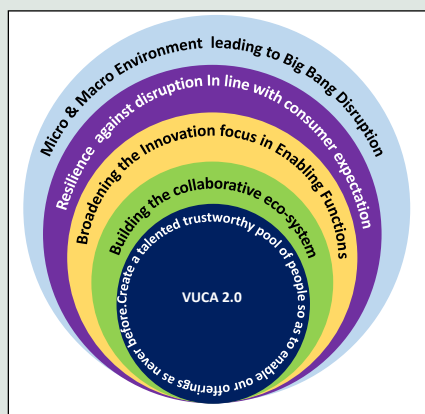 Micro & Macro Environment leading to Big Bang Disruption
Resilience against disruption In line with consumer expectation
Broadening the Innovation focus in Enabling Functions
Building the collaborative eco-system
Create a talented trustworthy pool of people so as to enable our offerings as never before.
VUCA 2.0